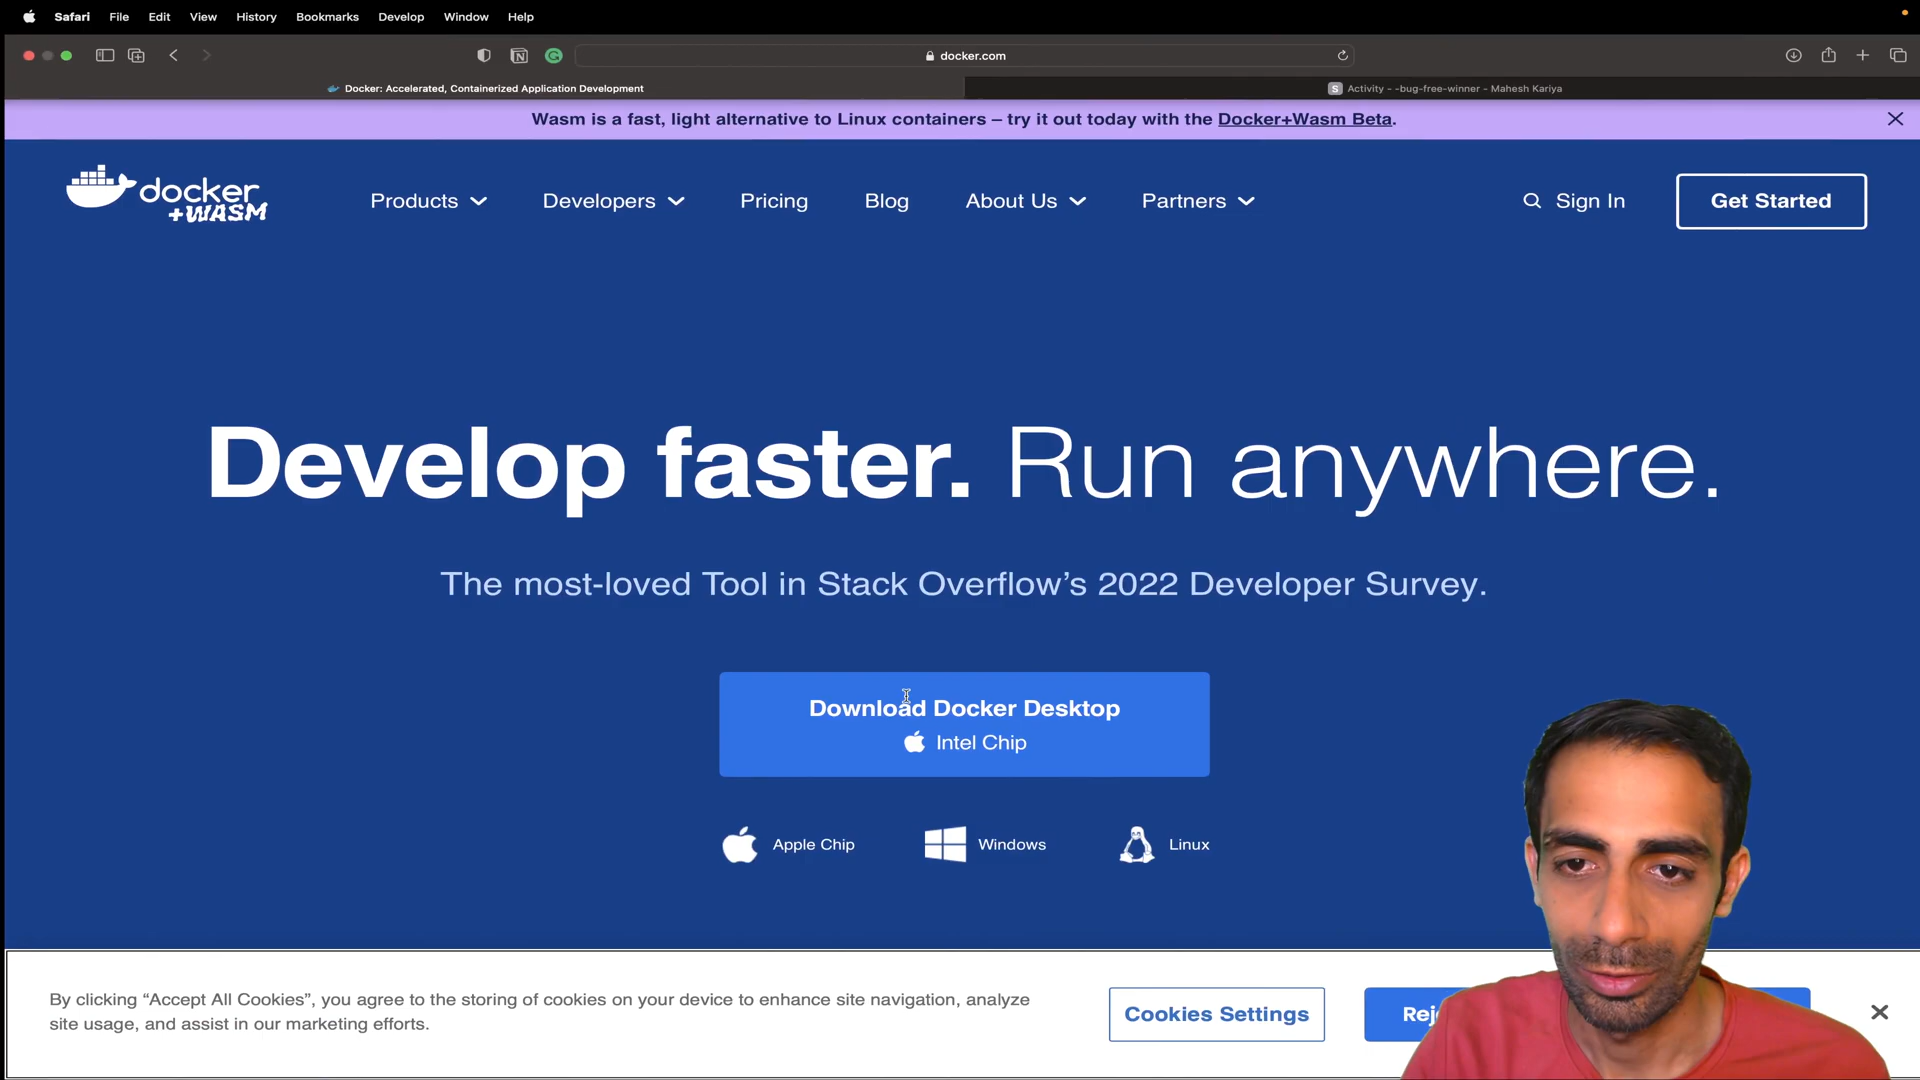 Safari File Edit View History Bookmarks Develop Window Help
docker.com
Docker: Accelerated, Containerized Application Development
S Activity - -bug-free-winner - Mahesh Kariya
Wasm is a fast, light alternative to Linux containers – try it out today with the Docker+Wasm Beta.
docker
+WASM
Products Developers Pricing Blog About Us Partners Sign In Get Started
Develop faster. Run anywhere.
The most-loved Tool in Stack Overflow’s 2022 Developer Survey.
Download Docker Desktop
Intel Chip
Apple Chip Windows Linux
By clicking “Accept All Cookies”, you agree to the storing of cookies on your device to enhance site navigation, analyze
site usage, and assist in our marketing efforts.
Cookies Settings